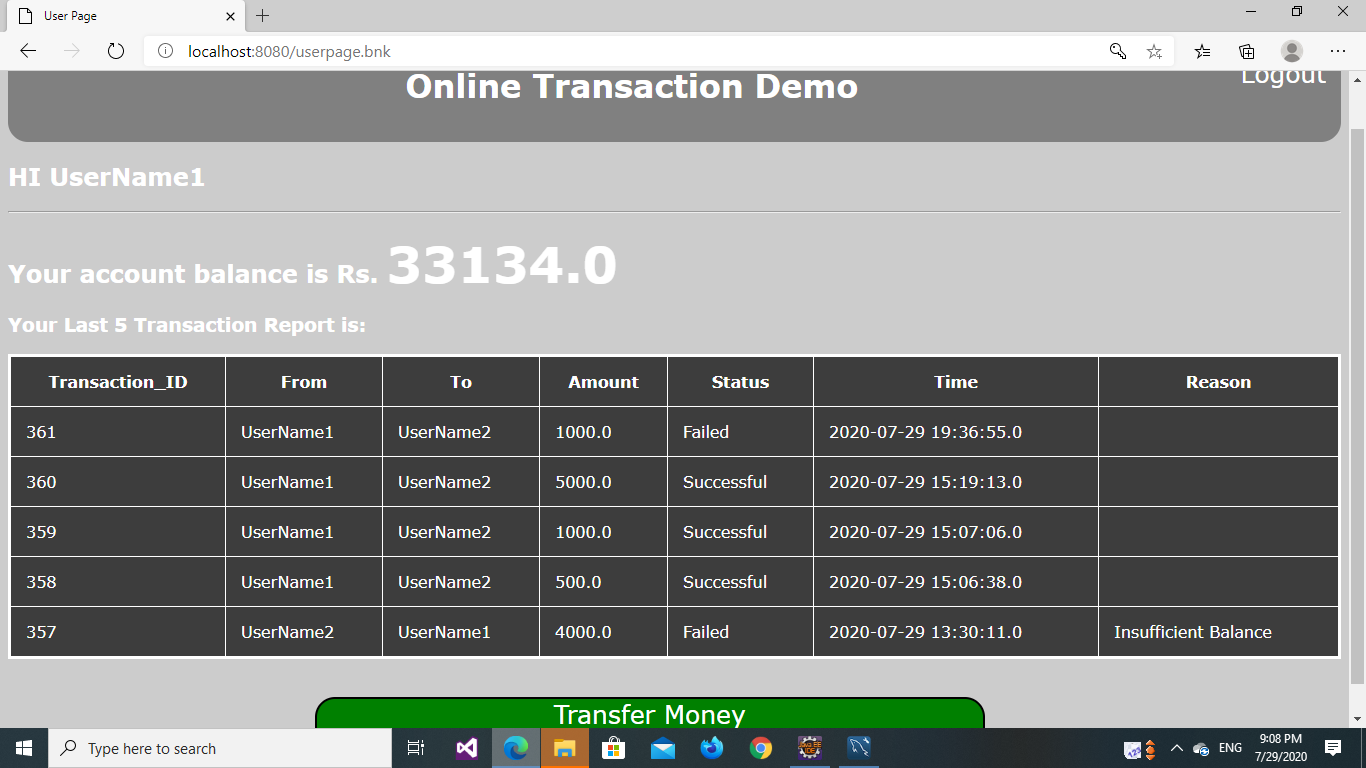 User Page
localhost:8080/userpage.bnk
Online Transaction Demo
Logout
HI UserName1
Your account balance is Rs. 33134.0
Your Last 5 Transaction Report is:
Transaction_ID From To Amount Status Time Reason
361 UserName1 UserName2 1000.0 Failed 2020-07-29 19:36:55.0
360 UserName1 UserName2 5000.0 Successful 2020-07-29 15:19:13.0
359 UserName1 UserName2 1000.0 Successful 2020-07-29 15:07:06.0
358 UserName1 UserName2 500.0 Successful 2020-07-29 15:06:38.0
357 UserName2 UserName1 4000.0 Failed 2020-07-29 13:30:11.0 Insufficient Balance
Transfer Money
Type here to search
ENG
9:08 PM
7/29/2020